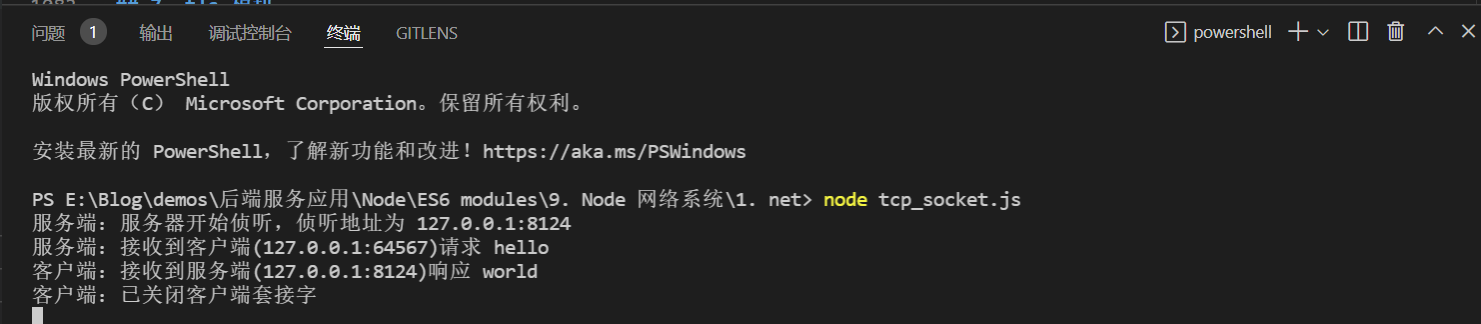 问题 1 输出 调试控制台 终端 GITLENS powershell
Windows PowerShell
版权所有（C） Microsoft Corporation。保留所有权利。
安装最新的 PowerShell，了解新功能和改进！https://aka.ms/PSWindows
PS E:\Blog\demos\后端服务应用\Node\ES6 modules\9. Node 网络系统\1. net> node tcp_socket.js
服务端：服务器开始侦听，侦听地址为 127.0.0.1:8124
服务端：接收到客户端(127.0.0.1:64567)请求 hello
客户端：接收到服务端(127.0.0.1:8124)响应 world
客户端：已关闭客户端套接字